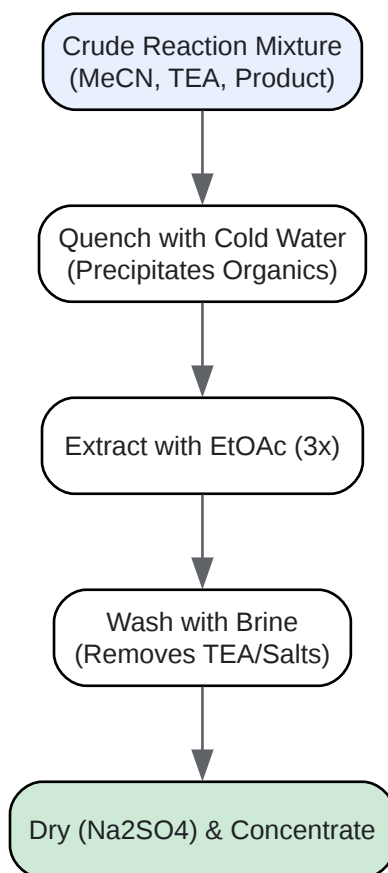 Crude Reaction Mixture
(MeCN, TEA, Product)
Quench with Cold Water
(Precipitates Organics)
Extract with EtOAc (3x)
Wash with Brine
(Removes TEA/Salts)
Dry (Na2SO4) & Concentrate